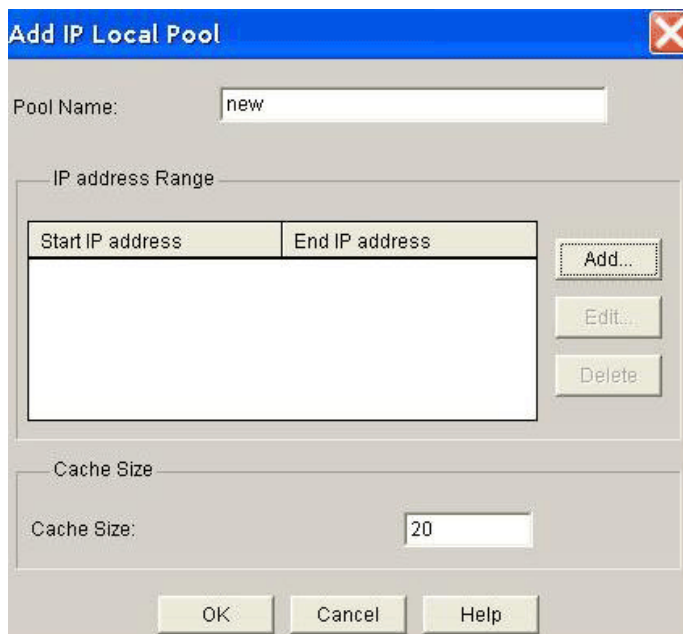 Add IP Local Pool
Pool Name: new
IP address Range
Start IP address End IP address
Add...
Edit...
Delete
Cache Size
Cache Size: 20
OK Cancel Help